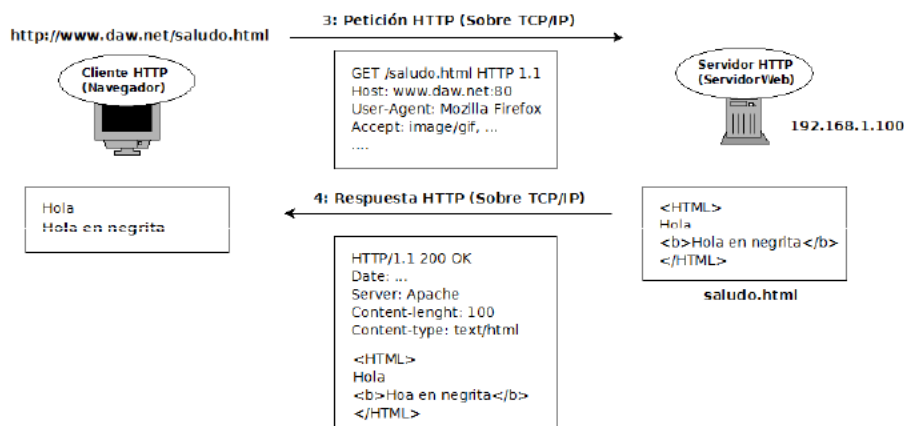 3: Petición HTTP (Sobre TCP/IP)
http://www.daw.net/saludo.html
Cliente HTTP
(Navegador)
GET /saludo.html HTTP 1.1
Host: www.daw.net:80
User-Agent: Mozilla Firefox
Accept: image/gif, ...
....
Servidor HTTP
(ServidorWeb)
192.168.1.100
4: Respuesta HTTP (Sobre TCP/IP)
Hola
Hola en negrita
HTTP/1.1 200 OK
Date: ...
Server: Apache
Content-lenght: 100
Content-type: text/html
<HTML>
Hola
<b>Hoa en negrita</b>
</HTML>
<HTML>
Hola
<b>Hola en negrita</b>
</HTML>
saludo.html